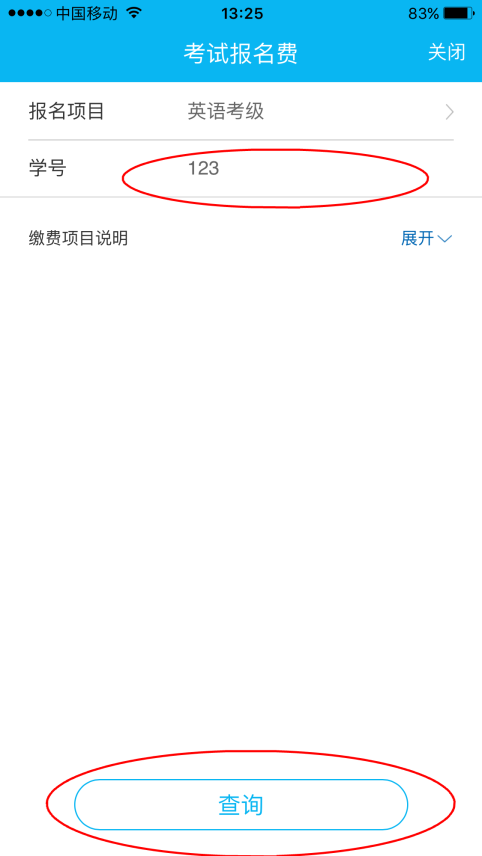 中国移动 13:25 83%
考试报名费 关闭
报名项目 英语考级
学号 123
缴费项目说明 展开
查询